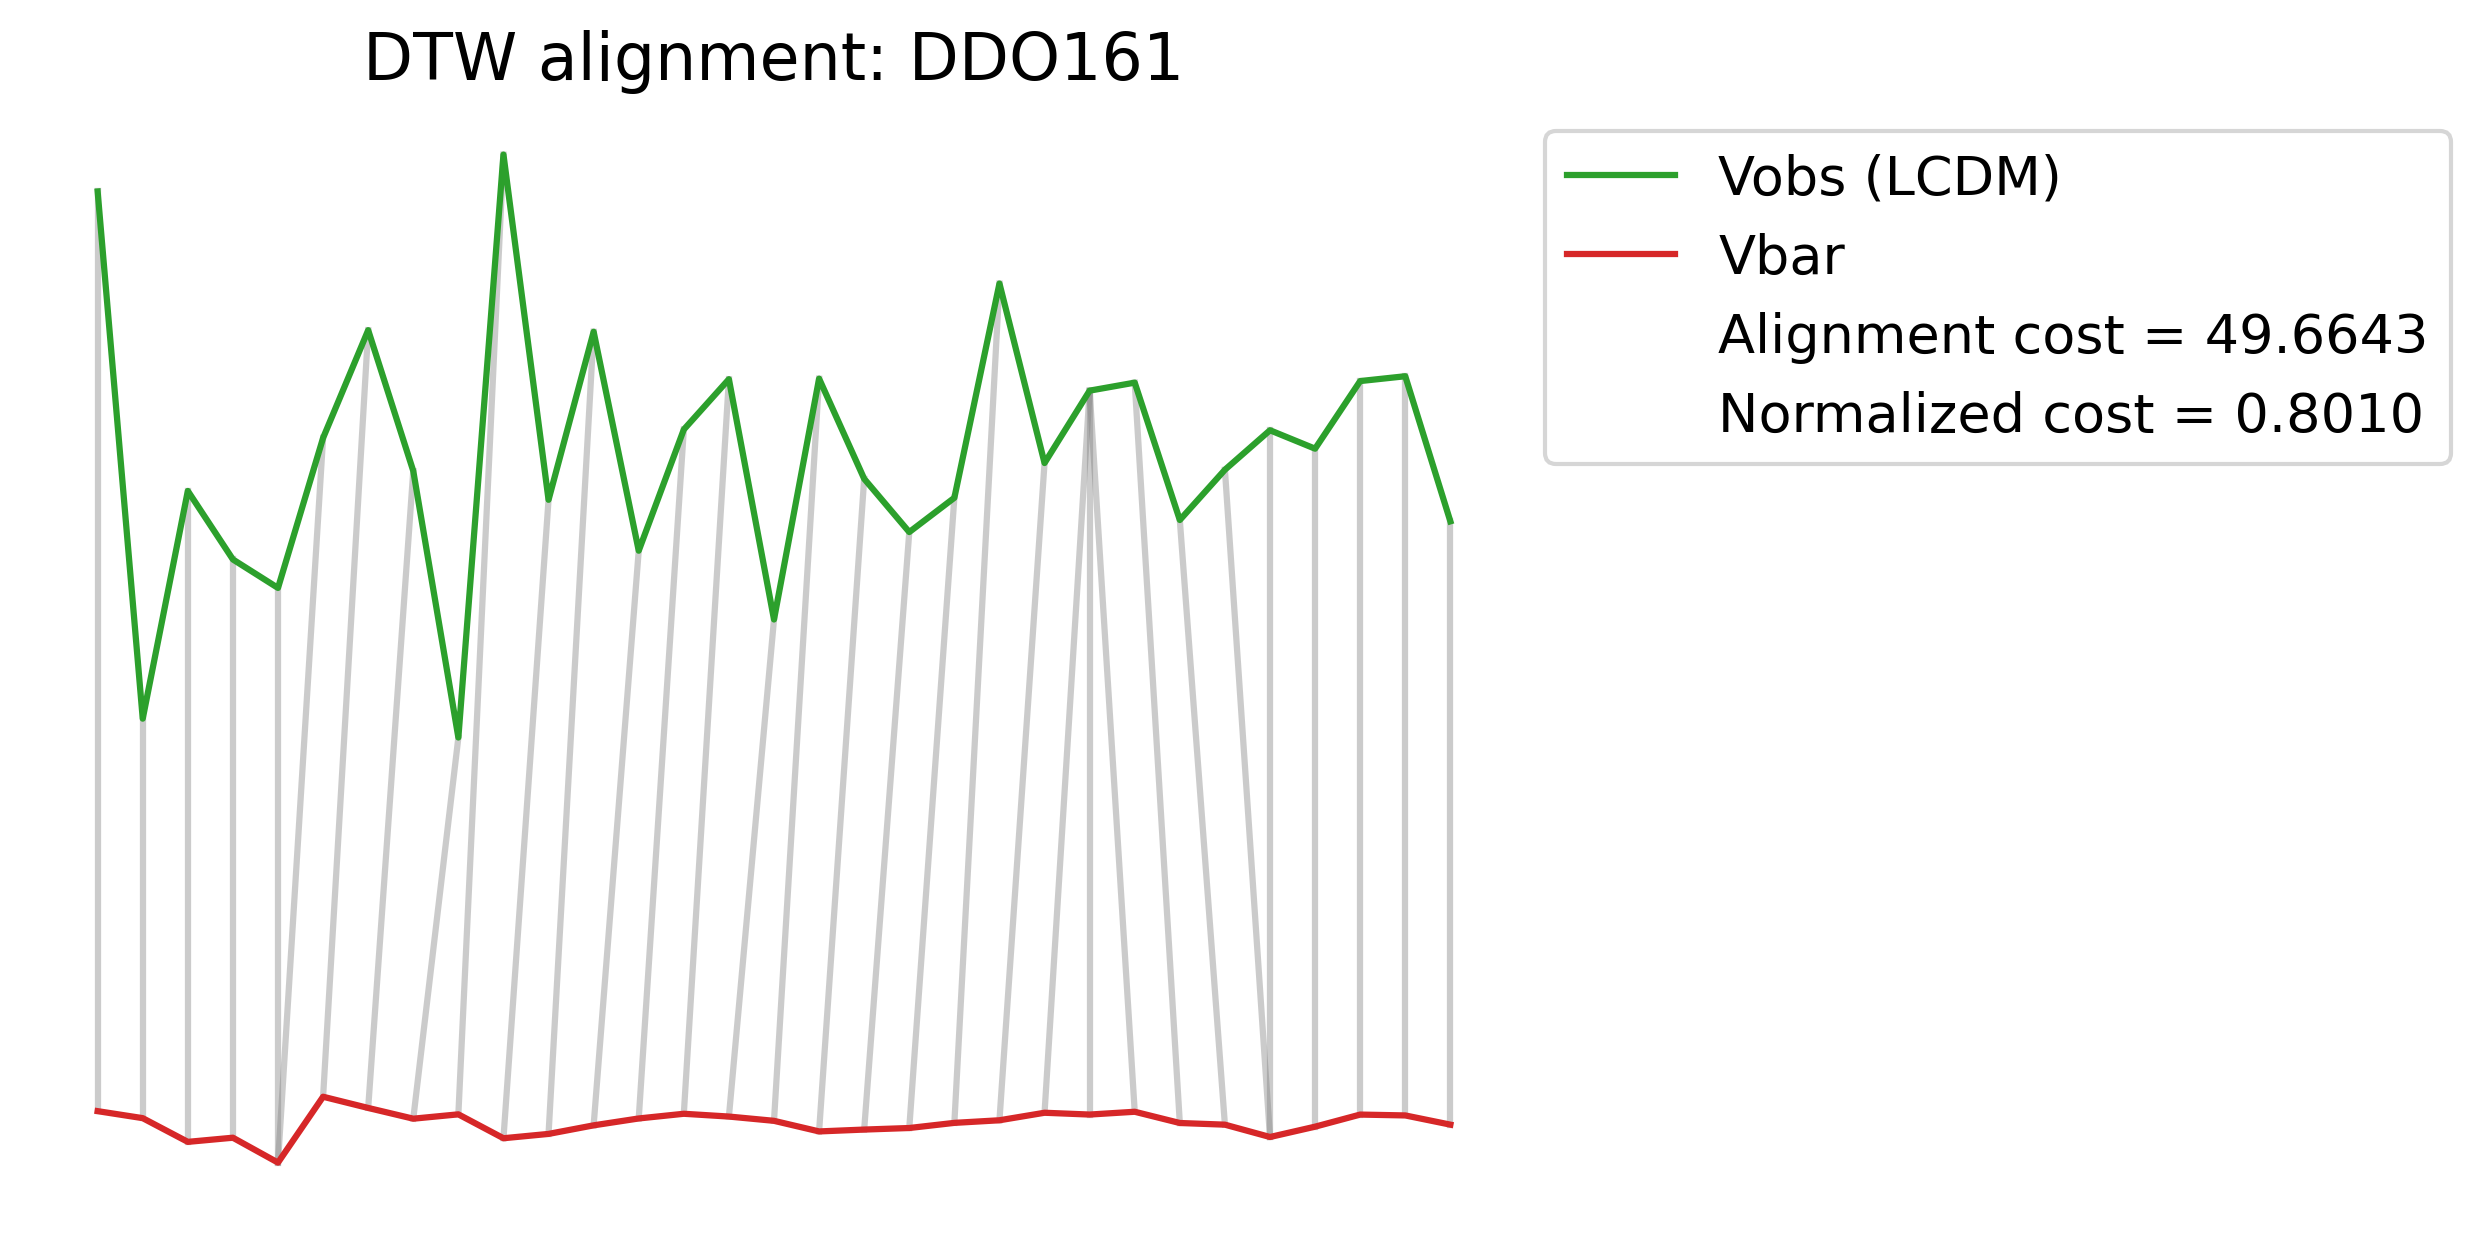 DTW alignment: DDO161
Vobs (LCDM)
Vbar
Alignment cost = 49.6643
Normalized cost = 0.8010